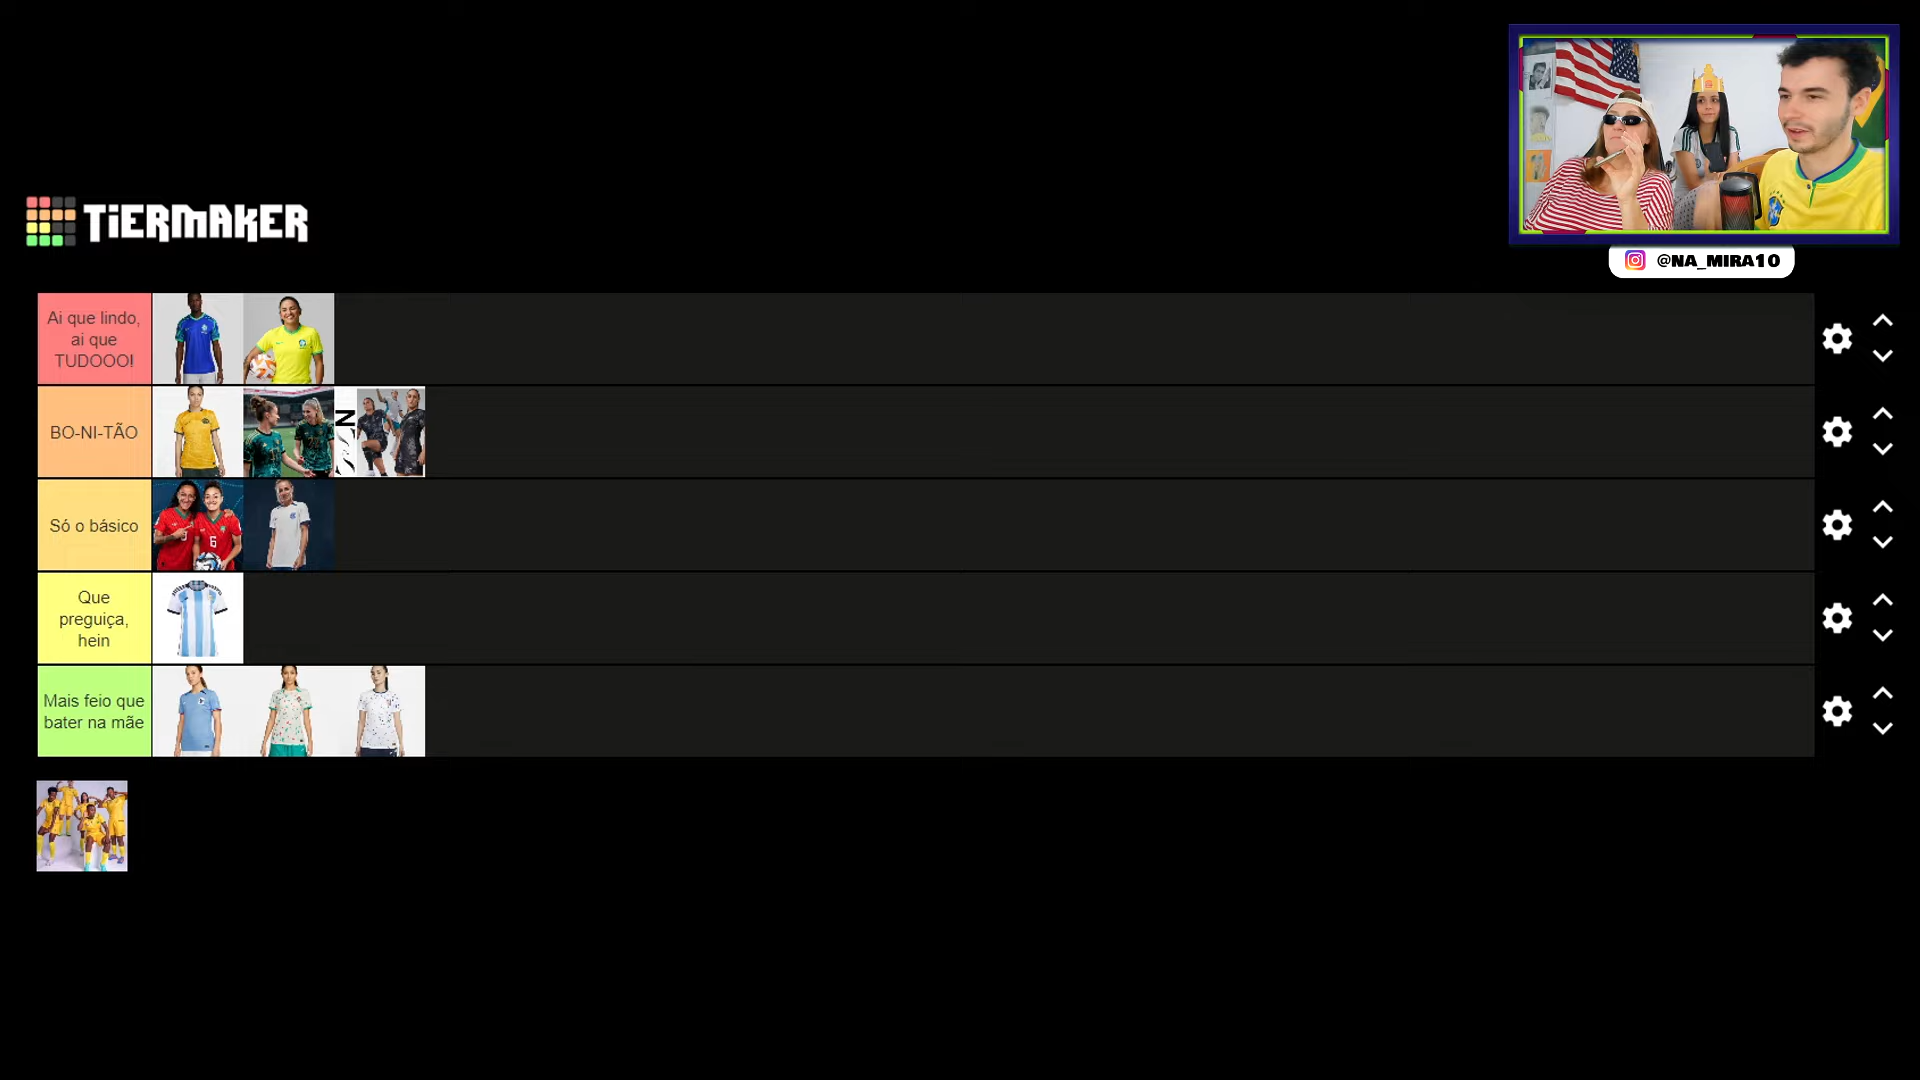 @NA_MIRA10
TiERMAKER
Ai que lindo,
ai que
TUDOOO!
BO-NI-TÃO
Só o básico
6
Que
preguiça,
hein
Mais feio que
bater na mãe